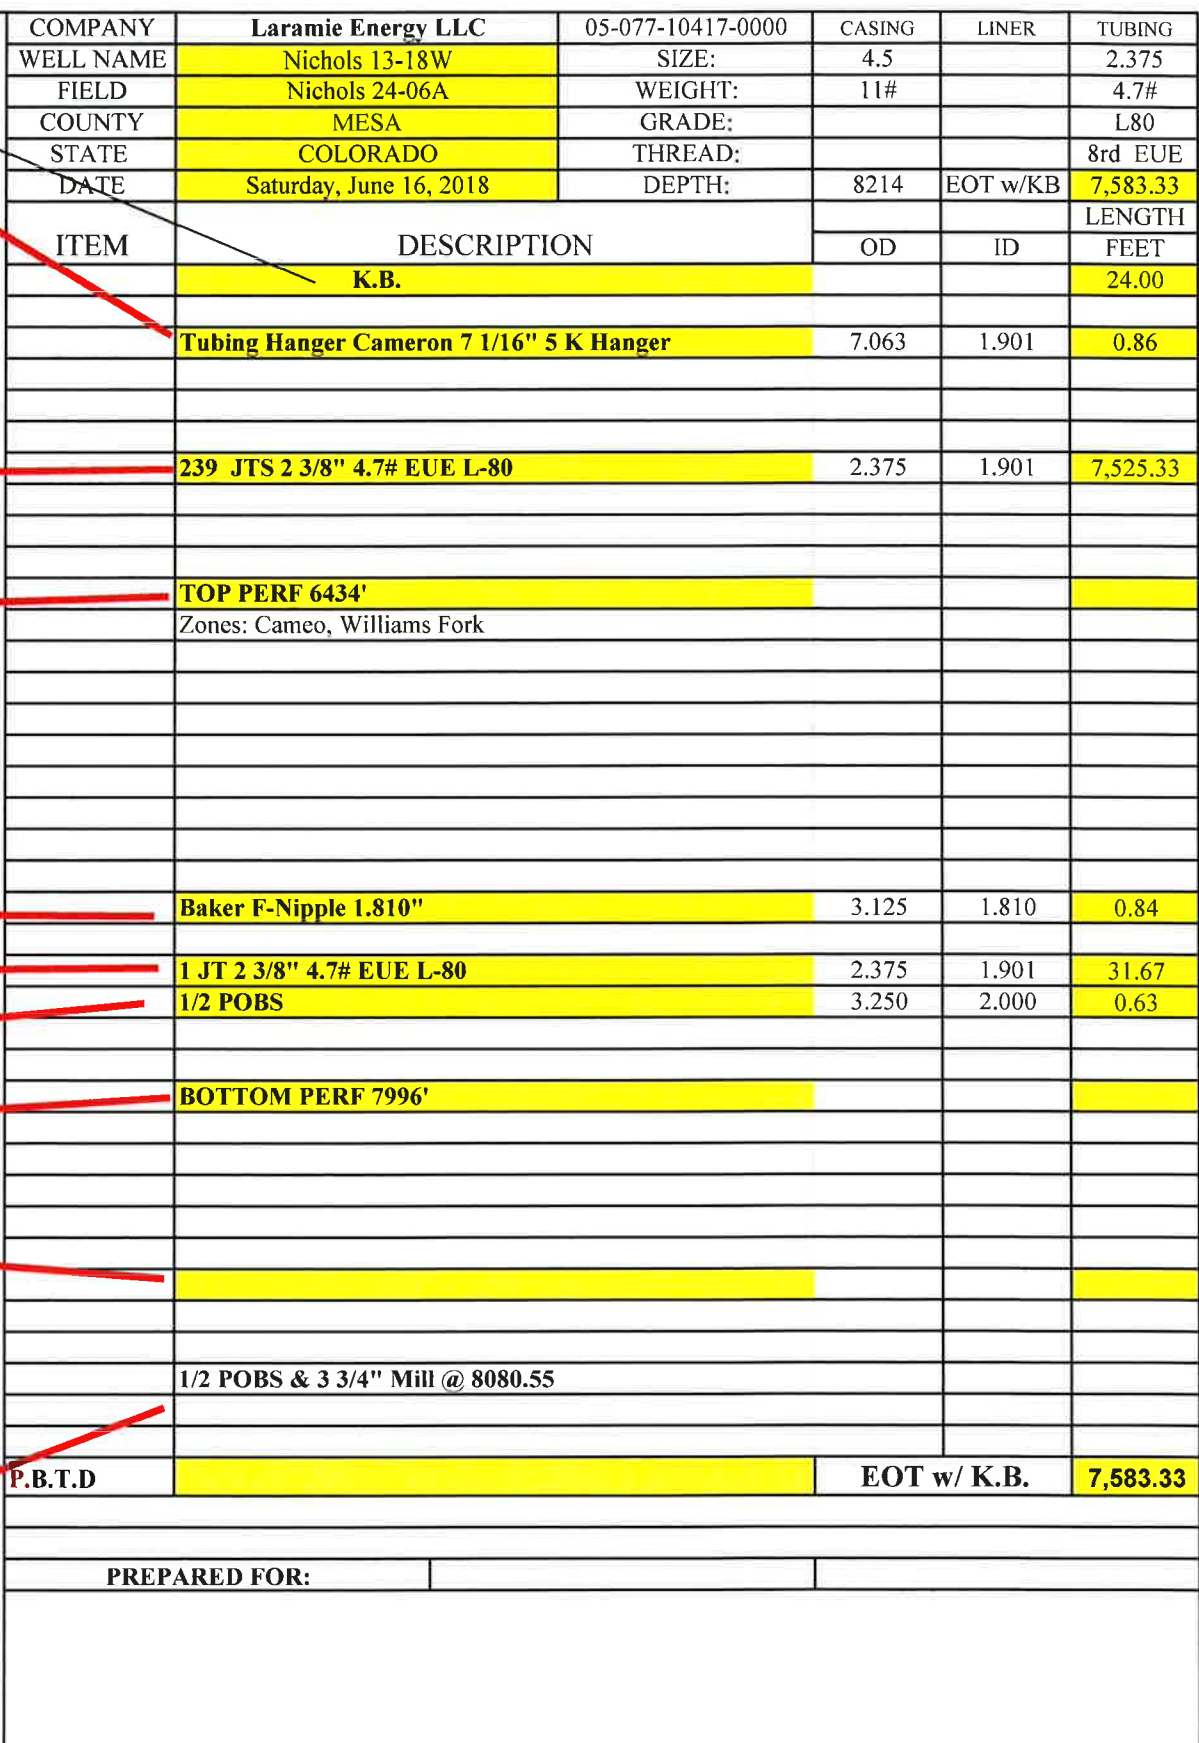 COMPANY Laramie Energy LLC 05-077-10417-0000 CASING LINER TUBING
WELL NAME Nichols 13-18W SIZE: 4.5 2.375
FIELD Nichols 24-06A WEIGHT: 11# 4.7#
COUNTY MESA GRADE: L80
STATE COLORADO THREAD: 8rd EUE
DATE Saturday, June 16, 2018 DEPTH: 8214 EOT w/KB 7,583.33
LENGTH
ITEM DESCRIPTION OD ID FEET
K.B. 24.00
Tubing Hanger Cameron 7 1/16" 5 K Hanger 7.063 1.901 0.86
239 JTS 2 3/8" 4.7# EUE L-80 2.375 1.901 7,525.33
TOP PERF 6434'
Zones: Cameo, Williams Fork
Baker F-Nipple 1.810" 3.125 1.810 0.84
1 JT 2 3/8" 4.7# EUE L-80 2.375 1.901 31.67
1/2 POBS 3.250 2.000 0.63
BOTTOM PERF 7996'
1/2 POBS & 3 3/4" Mill @ 8080.55
P.B.T.D EOT w/ K.B. 7,583.33
PREPARED FOR: